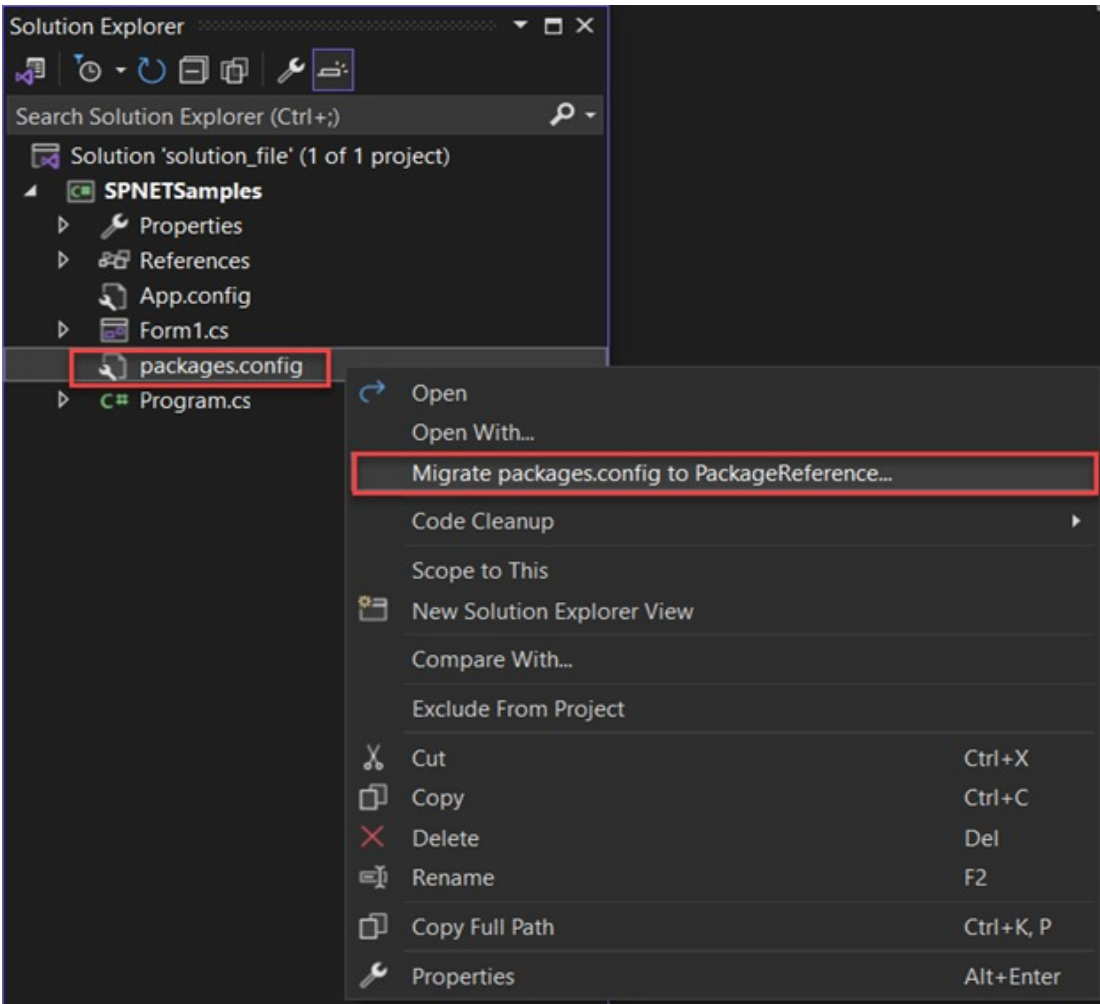 Solution Explorer
Search Solution Explorer (Ctrl+;)
Solution 'solution_file' (1 of 1 project)
C# SPNETSamples
Properties
References
App.config
Form1.cs
packages.config
C# Program.cs
Open
Open With...
Migrate packages.config to PackageReference...
Code Cleanup
Scope to This
New Solution Explorer View
Compare With...
Exclude From Project
Cut Ctrl+X
Copy Ctrl+C
Delete Del
Rename F2
Copy Full Path Ctrl+K, P
Properties Alt+Enter